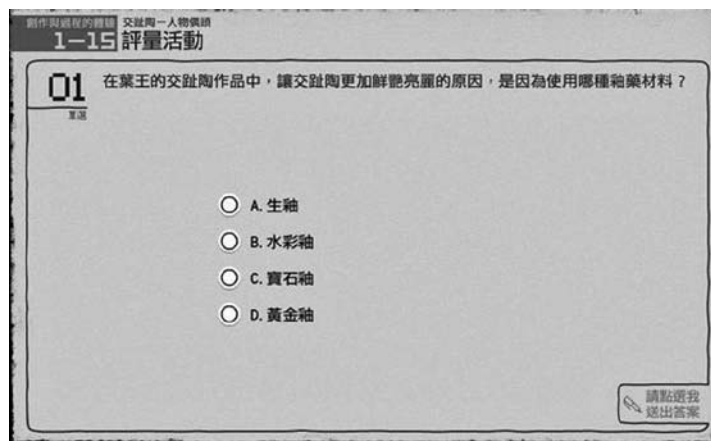 創作與過程的體驗 交趾陶－人物偶頭
1－15 評量活動
01 在葉王的交趾陶作品中，讓交趾陶更加鮮艷亮麗的原因，是因為使用哪種釉藥材料？
單選
A. 生釉
B. 水彩釉
C. 寶石釉
D. 黃金釉
請點選我
送出答案